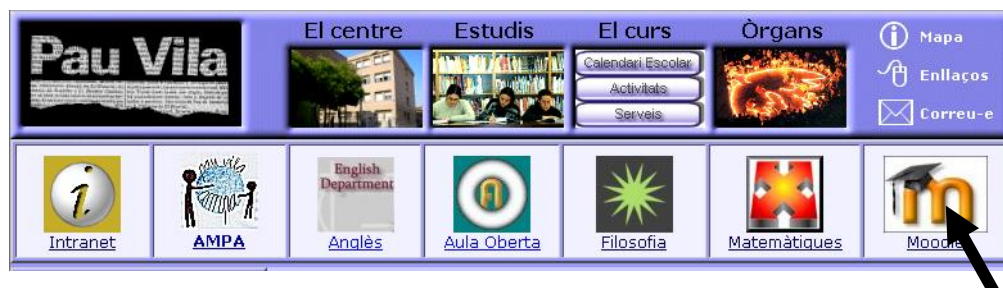 Pau Vila
El centre
Estudis
El curs
Òrgans
Calendari Escolar
Activitats
Serveis
Mapa
Enllaços
Correu-e
English
Department
Intranet
AMPA
Anglès
Aula Oberta
Filosofia
Matemàtiques
Moodle